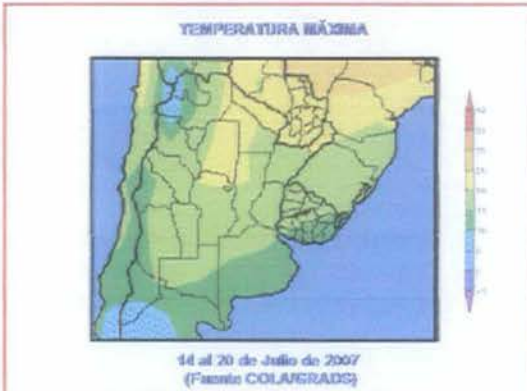 TEMPERATURA MÁXIMA
14 al 20 de Julio de 2007
(Fuente COLA/GRADS)